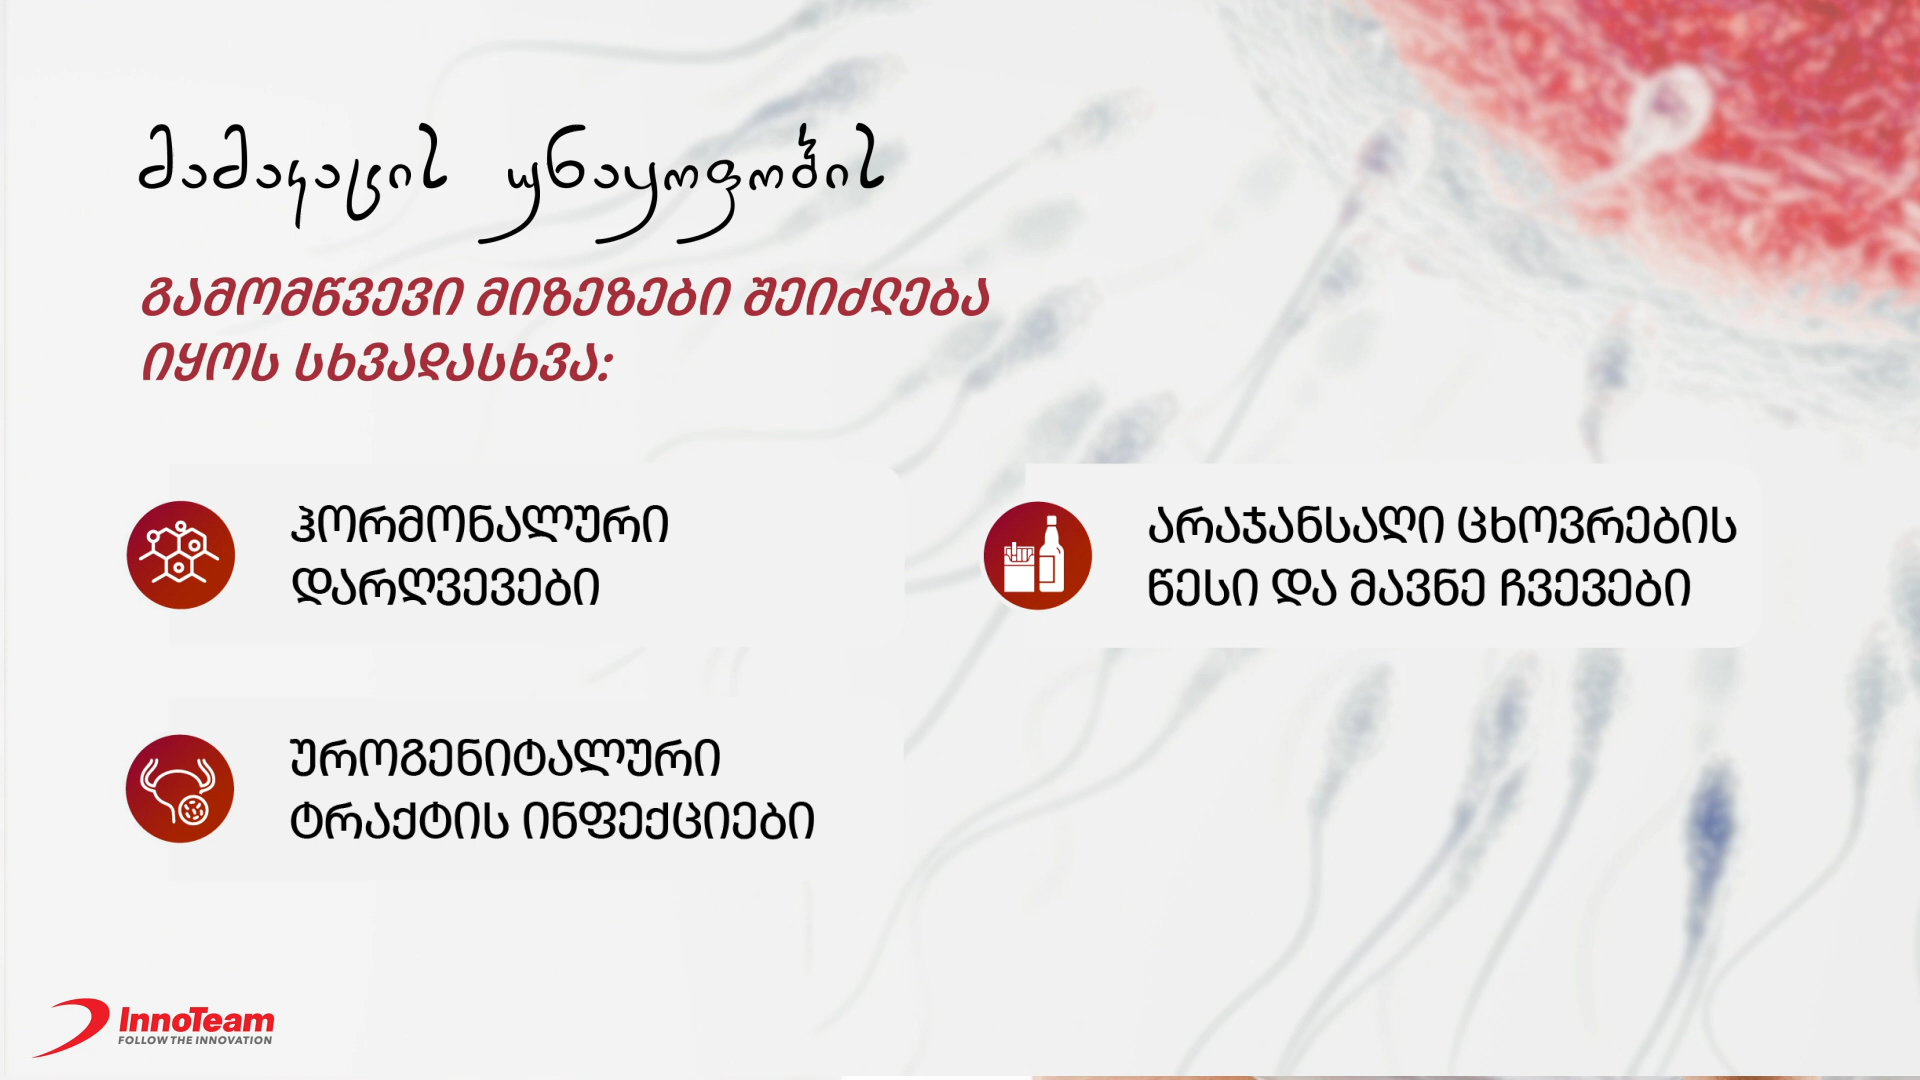 მამაკაცის უნაყოფობის
გამომწვევი მიზეზები შეიძლება
იყოს სხვადასხვა:
ჰორმონალური
დარღვევები
არაჯანსაღი ცხოვრების
წესი და მავნე ჩვევები
უროგენიტალური
ტრაქტის ინფექციები
InnoTeam
FOLLOW THE INNOVATION